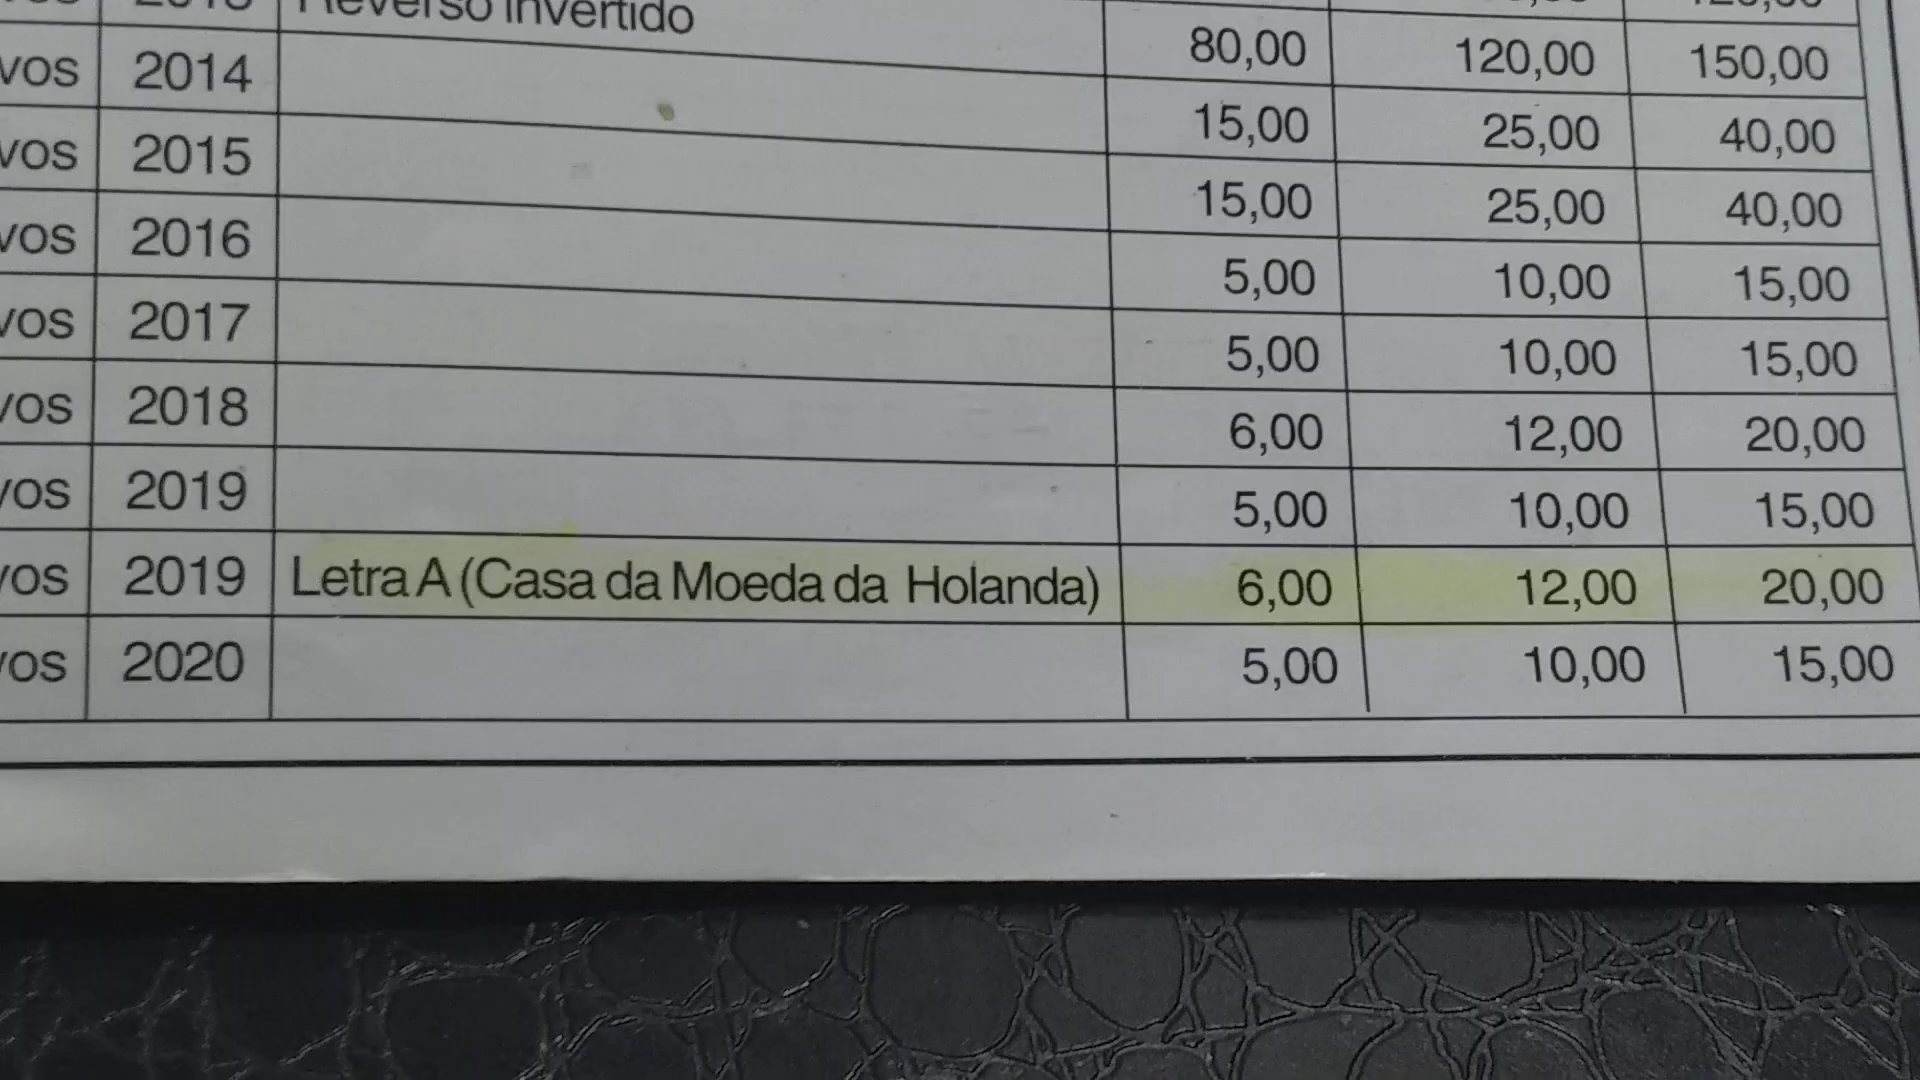 Reverso invertido 80,00 120,00 150,00
vos 2014 15,00 25,00 40,00
vos 2015 15,00 25,00 40,00
vos 2016 5,00 10,00 15,00
vos 2017 5,00 10,00 15,00
vos 2018 6,00 12,00 20,00
vos 2019 5,00 10,00 15,00
vos 2019 Letra A (Casa da Moeda da Holanda) 6,00 12,00 20,00
vos 2020 5,00 10,00 15,00